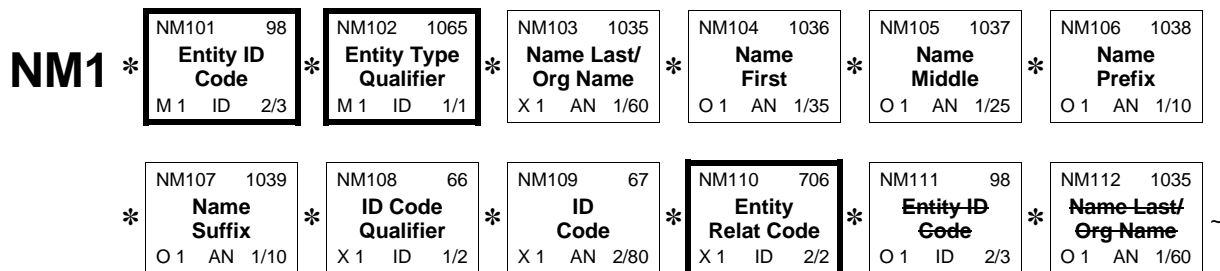 NM101 98 NM102 1065 NM103 1035 NM104 1036 NM105 1037 NM106 1038
NM1 * Entity ID Code * Entity Type Qualifier * Name Last/ Org Name * Name First * Name Middle * Name Prefix
M 1 ID 2/3 M 1 ID 1/1 X 1 AN 1/60 O 1 AN 1/35 O 1 AN 1/25 O 1 AN 1/10
NM107 1039 NM108 66 NM109 67 NM110 706 NM111 98 NM112 1035
* Name Suffix * ID Code Qualifier * ID Code * Entity Relat Code * Entity ID Code * Name Last/ Org Name ~
O 1 AN 1/10 X 1 ID 1/2 X 1 AN 2/80 X 1 ID 2/2 O 1 ID 2/3 O 1 AN 1/60